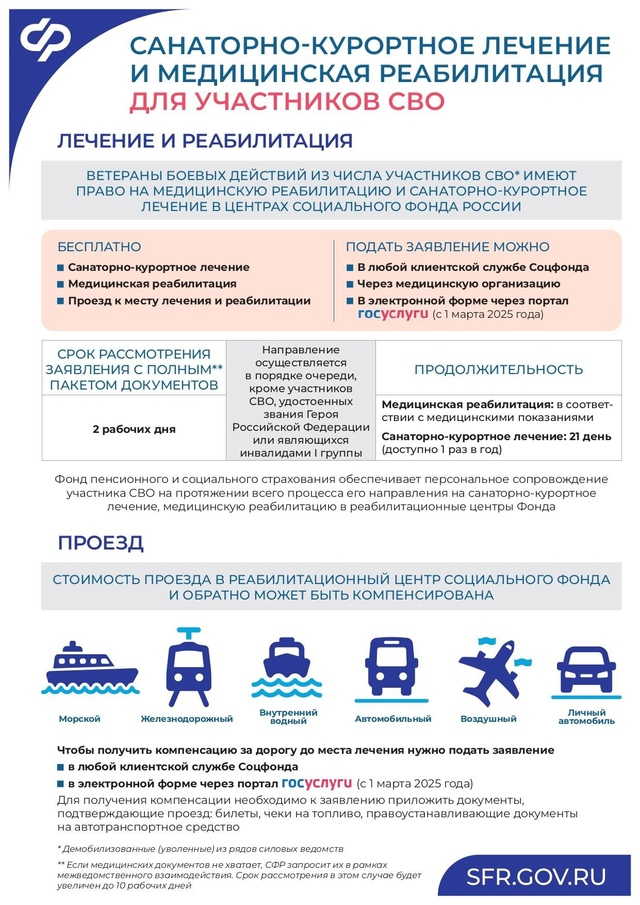 СФР
САНАТОРНО-КУРОРТНОЕ ЛЕЧЕНИЕ
И МЕДИЦИНСКАЯ РЕАБИЛИТАЦИЯ
ДЛЯ УЧАСТНИКОВ СВО
ЛЕЧЕНИЕ И РЕАБИЛИТАЦИЯ
ВЕТЕРАНЫ БОЕВЫХ ДЕЙСТВИЙ ИЗ ЧИСЛА УЧАСТНИКОВ СВО* ИМЕЮТ
ПРАВО НА МЕДИЦИНСКУЮ РЕАБИЛИТАЦИЮ И САНАТОРНО-КУРОРТНОЕ
ЛЕЧЕНИЕ В ЦЕНТРАХ СОЦИАЛЬНОГО ФОНДА РОССИИ
БЕСПЛАТНО
Санаторно-курортное лечение
Медицинская реабилитация
Проезд к месту лечения и реабилитации
ПОДАТЬ ЗАЯВЛЕНИЕ МОЖНО
В любой клиентской службе Соцфонда
Через медицинскую организацию
В электронной форме через портал
госуслуги (с 1 марта 2025 года)
СРОК РАССМОТРЕНИЯ
ЗАЯВЛЕНИЯ С ПОЛНЫМ**
ПАКЕТОМ ДОКУМЕНТОВ
2 рабочих дня
Направление
осуществляется
в порядке очереди,
кроме участников
СВО, удостоенных
звания Героя
Российской Федерации
или являющихся
инвалидами I группы
ПРОДОЛЖИТЕЛЬНОСТЬ
Медицинская реабилитация: в соответ-
ствии с медицинскими показаниями
Санаторно-курортное лечение: 21 день
(доступно 1 раз в год)
Фонд пенсионного и социального страхования обеспечивает персональное сопровождение
участника СВО на протяжении всего процесса его направления на санаторно-курортное
лечение, медицинскую реабилитацию в реабилитационные центры Фонда
ПРОЕЗД
СТОИМОСТЬ ПРОЕЗДА В РЕАБИЛИТАЦИОННЫЙ ЦЕНТР СОЦИАЛЬНОГО ФОНДА
И ОБРАТНО МОЖЕТ БЫТЬ КОМПЕНСИРОВАНА
Морской
Железнодорожный
Внутренний
водный
Автомобильный
Воздушный
Личный
автомобиль
Чтобы получить компенсацию за дорогу до места лечения нужно подать заявление
в любой клиентской службе Соцфонда
в электронной форме через портал госуслуги (с 1 марта 2025 года)
Для получения компенсации необходимо к заявлению приложить документы,
подтверждающие проезд: билеты, чеки на топливо, правоустанавливающие документы
на автотранспортное средство
* Демобилизованные (уволенные) из рядов силовых ведомств
** Если медицинских документов не хватает, СФР запросит их в рамках
межведомственного взаимодействия. Срок рассмотрения в этом случае будет
увеличен до 10 рабочих дней
SFR.GOV.RU